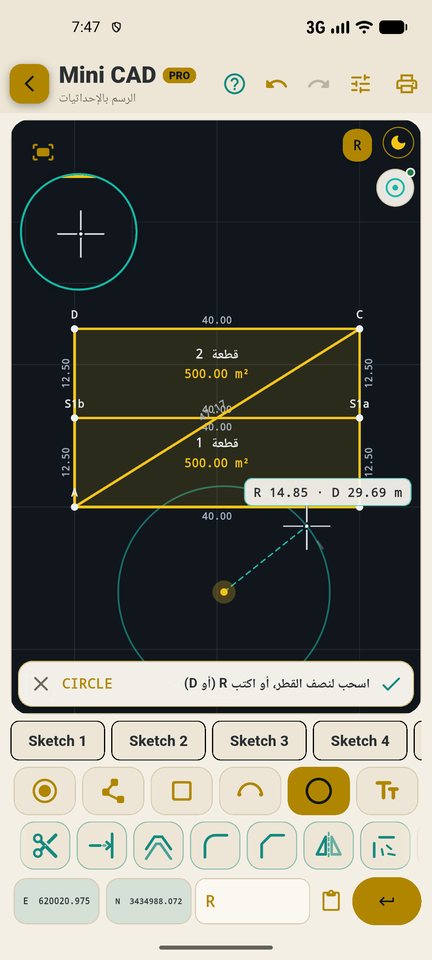 7:47
3G
Mini CAD PRO
الرسم بالإحداثيات
R
D
40.00
C
12.50
قطعة 2
12.50
500.00 m²
S1b
40.00
S1a
40.00
قطعة 1
12.50
500.00 m²
12.50
A
R 14.85 · D 29.69 m
40.00
CIRCLE
اسحب لنصف القطر، أو اكتب R (أو D)
Sketch 1
Sketch 2
Sketch 3
Sketch 4
TT
E 620020.975
N 3434988.072
R